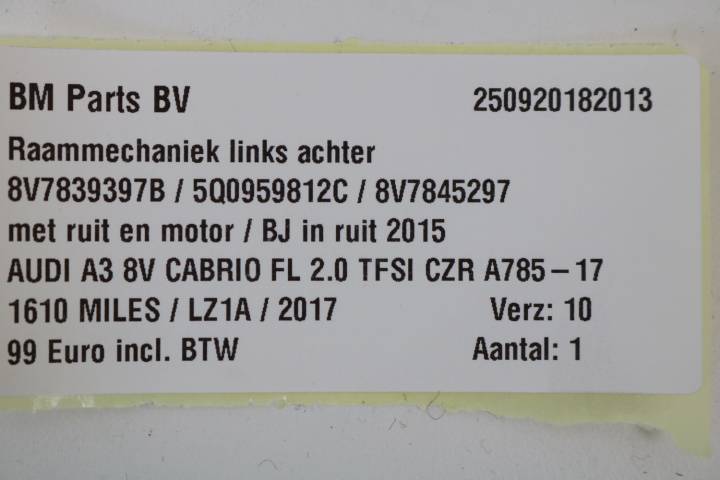 BM Parts BV 250920182013
Raammechaniek links achter
8V7839397B / 5Q0959812C / 8V7845297
met ruit en motor / BJ in ruit 2015
AUDI A3 8V CABRIO FL 2.0 TFSI CZR A785-17
1610 MILES / LZ1A / 2017 Verz: 10
99 Euro incl. BTW Aantal: 1